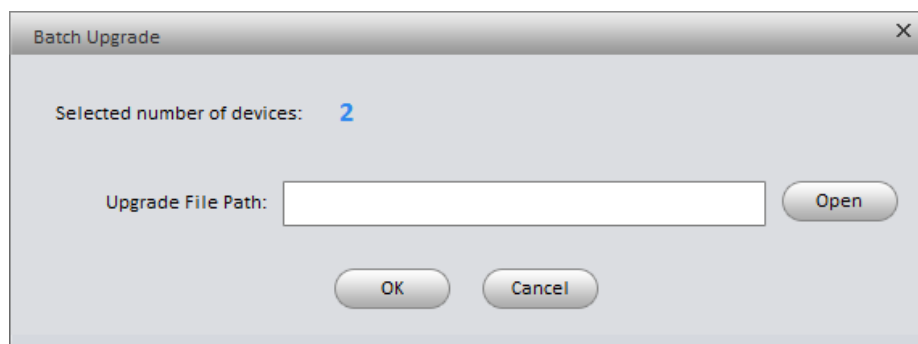 Batch Upgrade
Selected number of devices: 2
Upgrade File Path: Open
OK Cancel